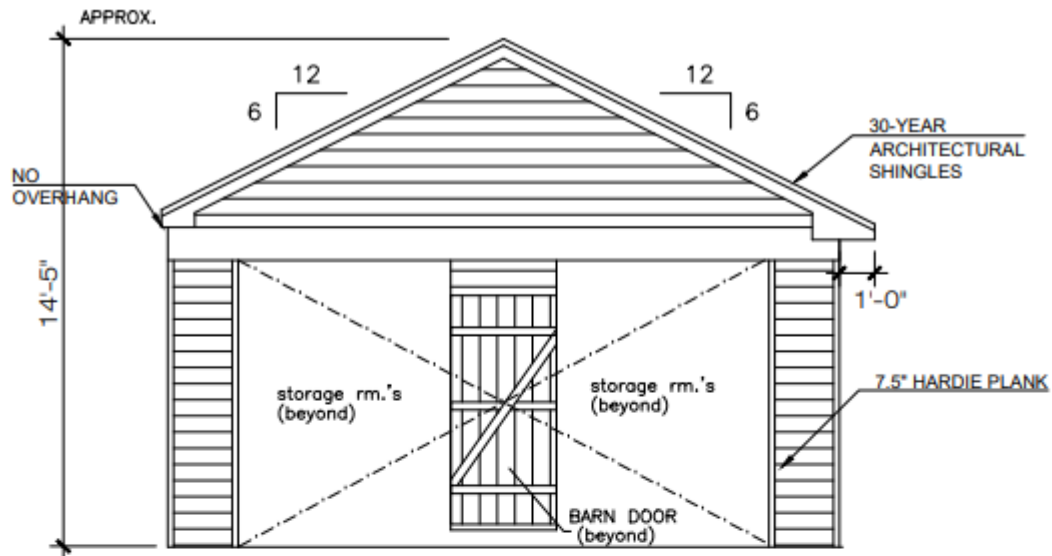 APPROX.
12
6
12
6
30-YEAR
ARCHITECTURAL
SHINGLES
NO
OVERHANG
14'-5"
1'-0"
storage rm.'s
(beyond)
storage rm.'s
(beyond)
7.5" HARDIE PLANK
BARN DOOR
(beyond)